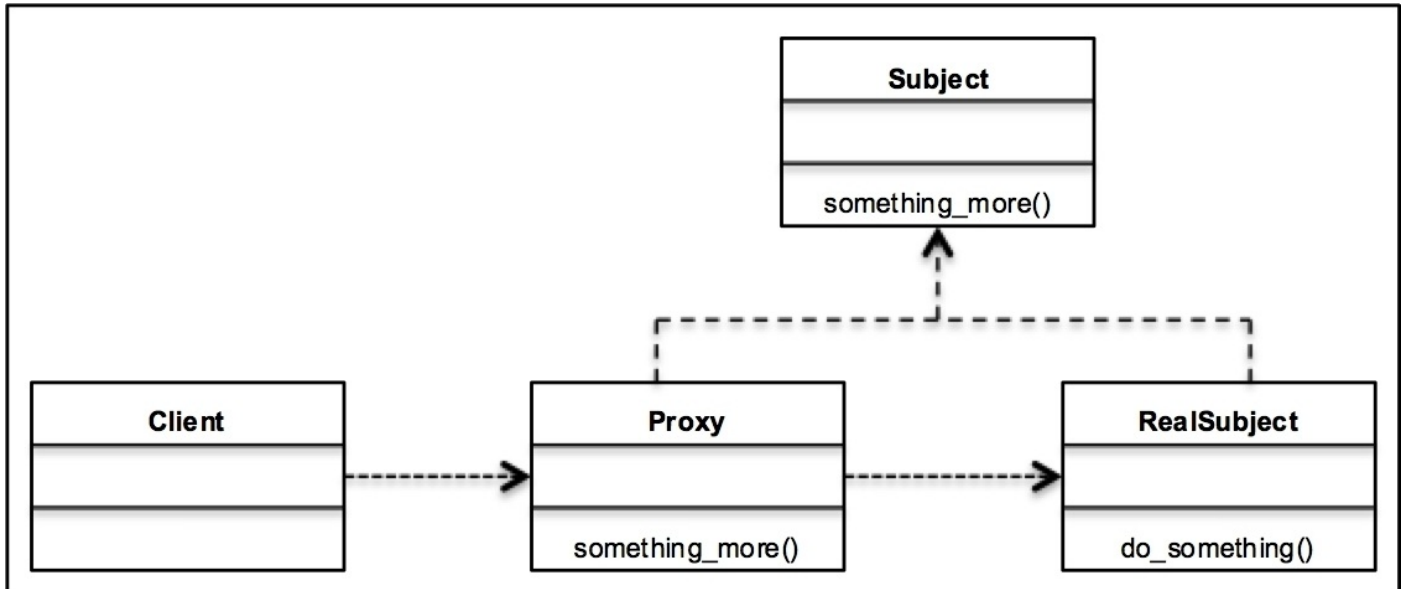 Subject
something_more()
Client
Proxy
something_more()
RealSubject
do_something()